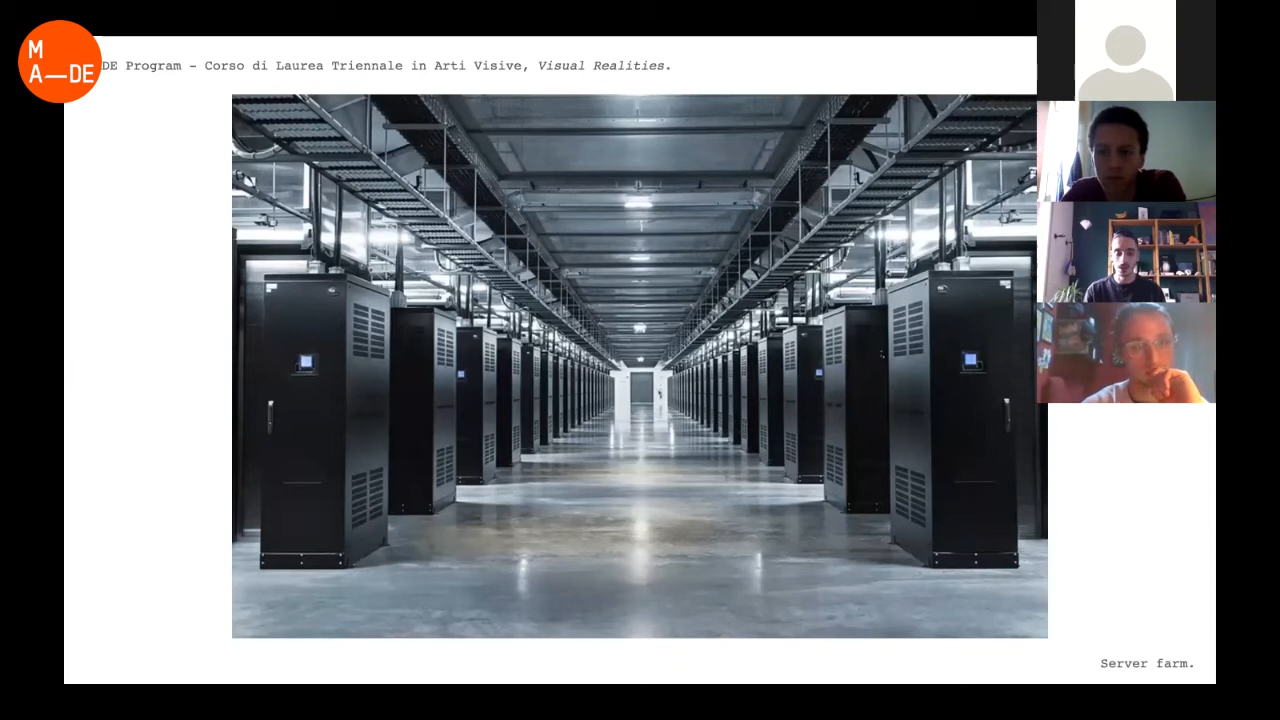 M
A—DE
DE Program – Corso di Laurea Triennale in Arti Visive, Visual Realities.
Server farm.